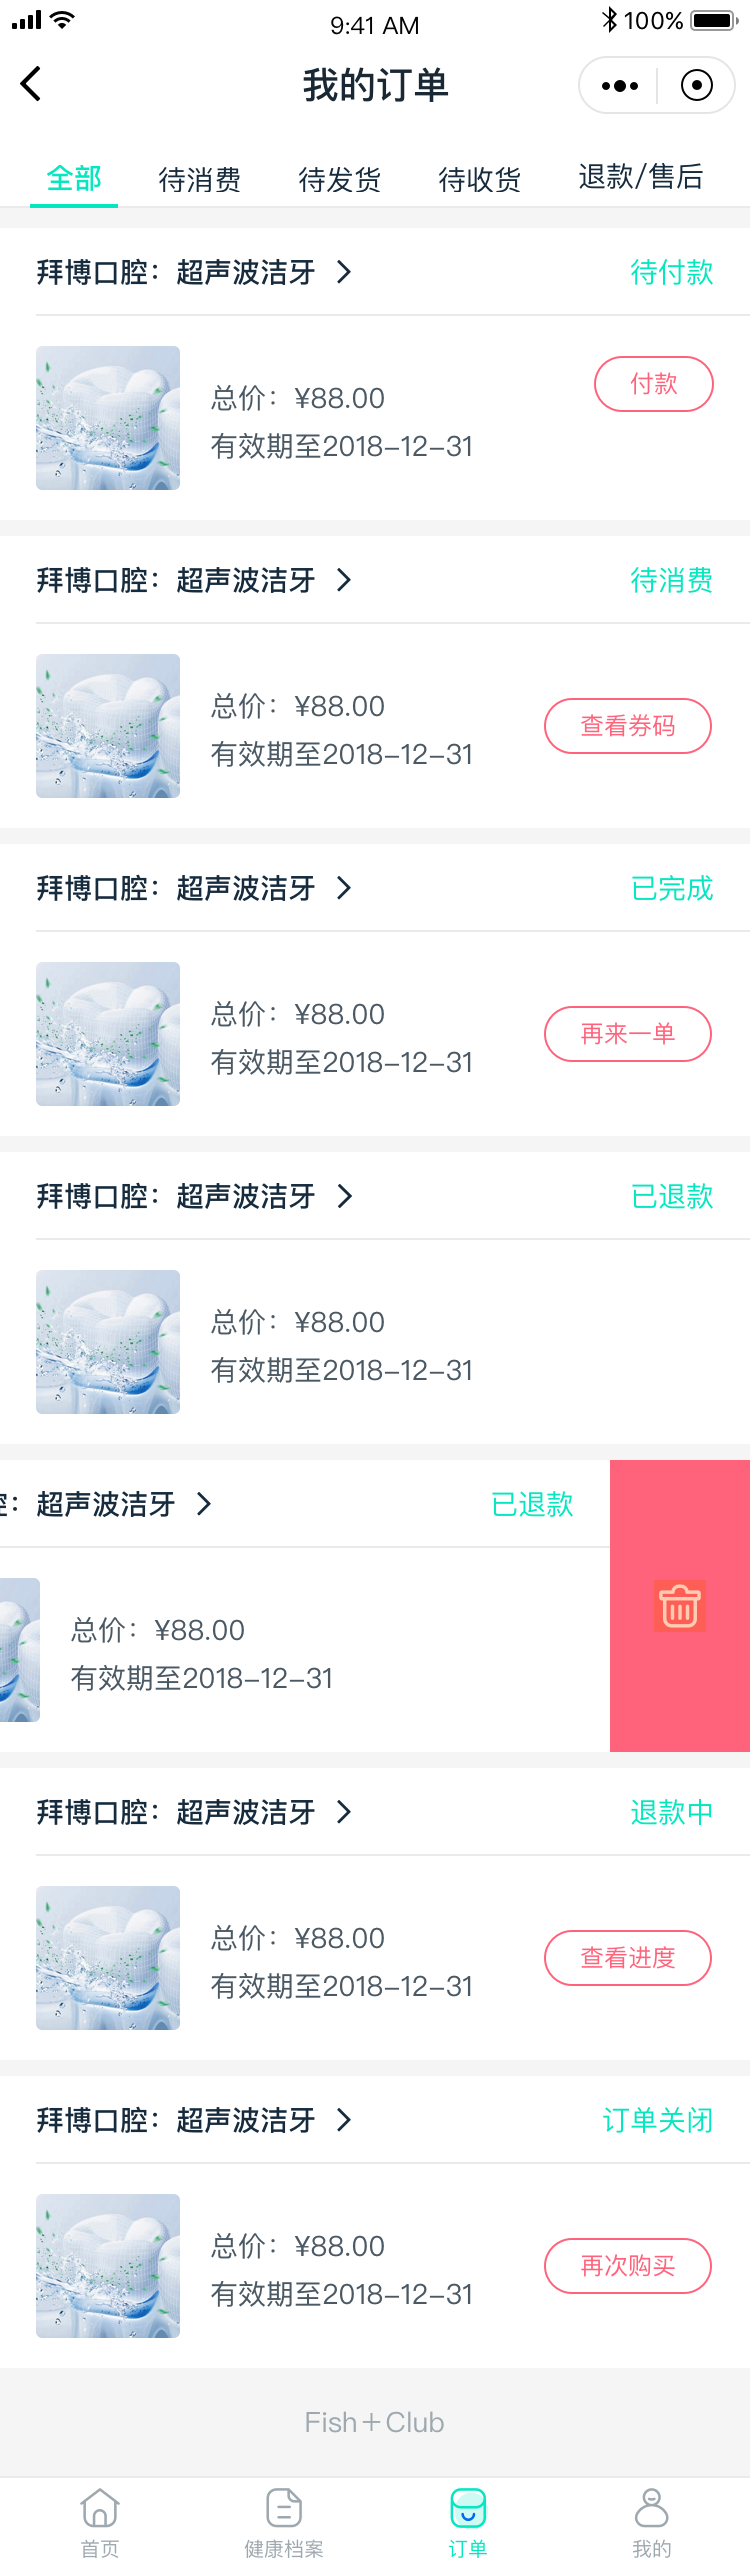 9:41 AM
100%
我的订单
全部
待消费
待发货
待收货
退款/售后
拜博口腔：超声波洁牙
待付款
总价：¥88.00
付款
有效期至2018-12-31
拜博口腔：超声波洁牙
待消费
总价：¥88.00
查看券码
有效期至2018-12-31
拜博口腔：超声波洁牙
已完成
总价：¥88.00
再来一单
有效期至2018-12-31
拜博口腔：超声波洁牙
已退款
总价：¥88.00
有效期至2018-12-31
腔：超声波洁牙
已退款
总价：¥88.00
有效期至2018-12-31
拜博口腔：超声波洁牙
退款中
总价：¥88.00
查看进度
有效期至2018-12-31
拜博口腔：超声波洁牙
订单关闭
总价：¥88.00
再次购买
有效期至2018-12-31
Fish＋Club
首页
健康档案
订单
我的